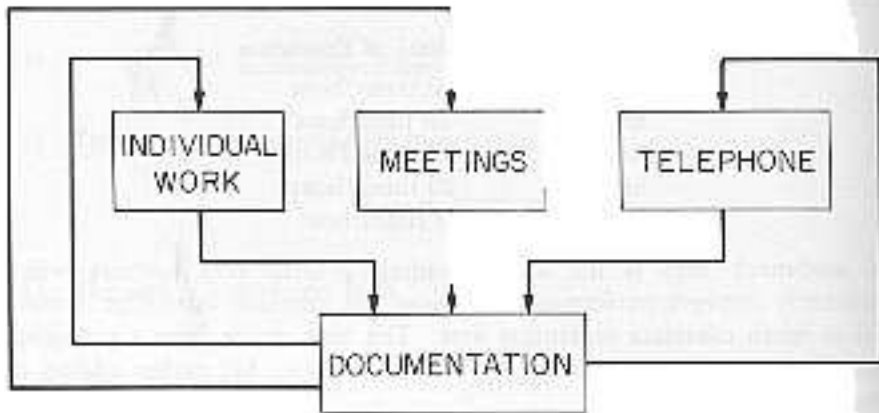 INDIVIDUAL
WORK
MEETINGS
TELEPHONE
DOCUMENTATION